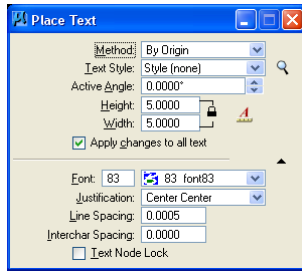 Place Text
Method: By Origin
Text Style: Style (none)
Active Angle: 0.0000°
Height: 5.0000
Width: 5.0000
Apply changes to all text
Font: 83 83 font83
Justification: Center Center
Line Spacing: 0.0005
Interchar Spacing: 0.0000
Text Node Lock